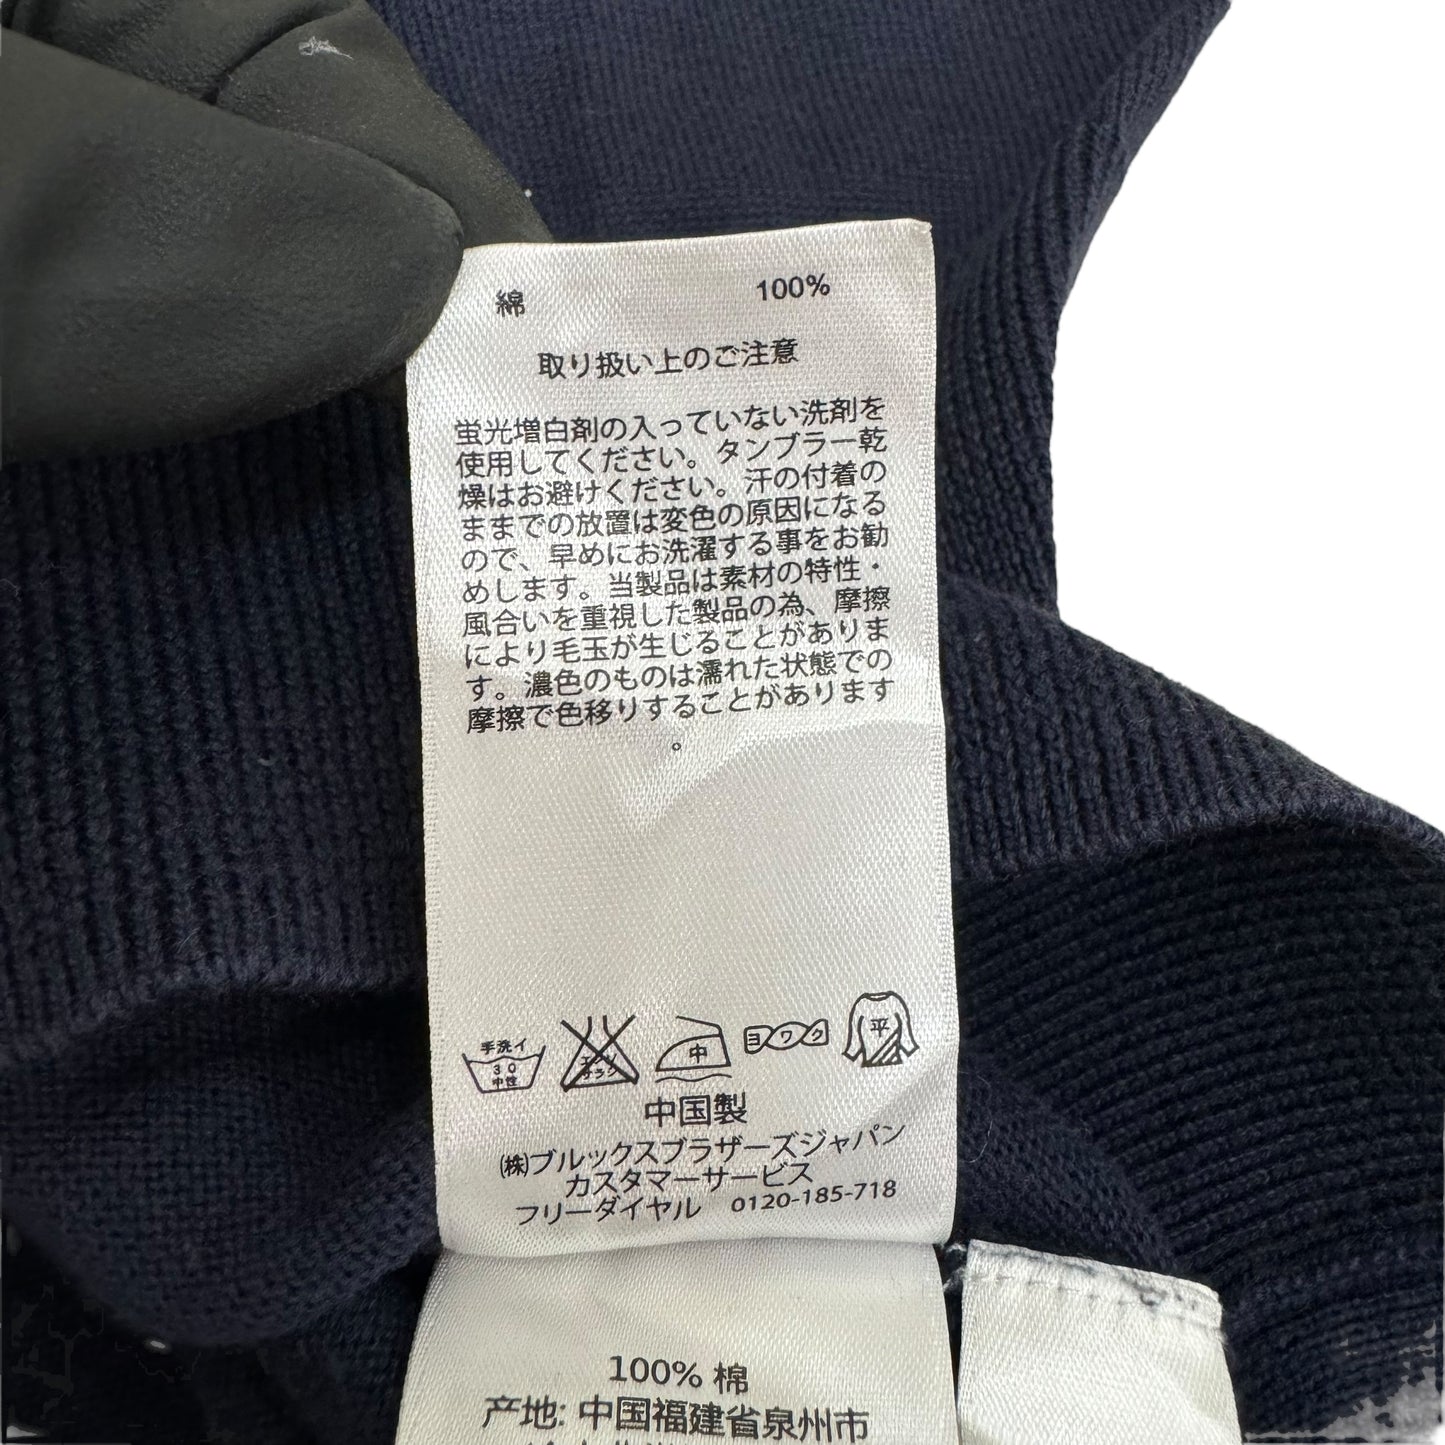 綿 100%
取り扱い上のご注意
蛍光増白剤の入っていない洗剤を
使用してください。タンブラー乾
燥はお避けください。汗の付着の
ままでの放置は変色の原因になる
ので、早めにお洗濯する事をお勧
めします。当製品は素材の特性・
風合いを重視した製品の為、摩擦
により毛玉が生じることがありま
す。濃色のものは濡れた状態での
摩擦で色移りすることがあります
。
手洗イ
30
中性
エンソ
サラシ
中
ヨワク
平
中国製
(株)ブルックスブラザーズジャパン
カスタマーサービス
フリーダイヤル 0120-185-718
100% 棉
产地: 中国福建省泉州市